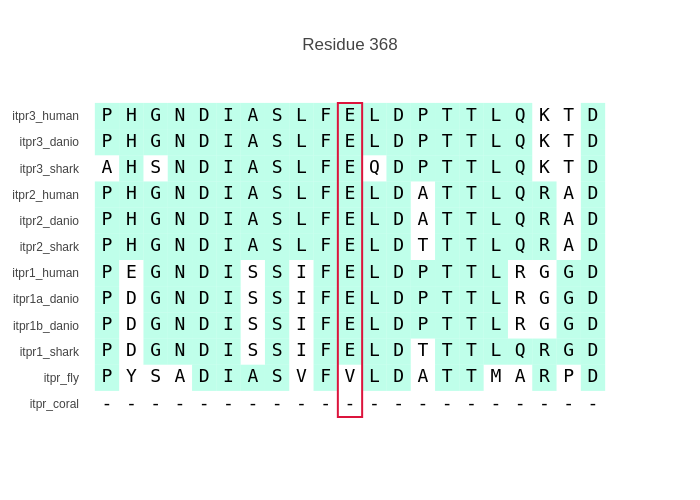 Residue 368
itpr3_human P H G N D I A S L F E L D P T T L Q K T D
itpr3_danio P H G N D I A S L F E L D P T T L Q K T D
itpr3_shark A H S N D I A S L F E Q D P T T L Q K T D
itpr2_human P H G N D I A S L F E L D A T T L Q R A D
itpr2_danio P H G N D I A S L F E L D A T T L Q R A D
itpr2_shark P H G N D I A S L F E L D T T T L Q R A D
itpr1_human P E G N D I S S I F E L D P T T L R G G D
itpr1a_danio P D G N D I S S I F E L D P T T L R G G D
itpr1b_danio P D G N D I S S I F E L D P T T L R G G D
itpr1_shark P D G N D I S S I F E L D T T T L Q R G D
itpr_fly P Y S A D I A S V F V L D A T T M A R P D
itpr_coral - - - - - - - - - - - - - - - - - - - - -